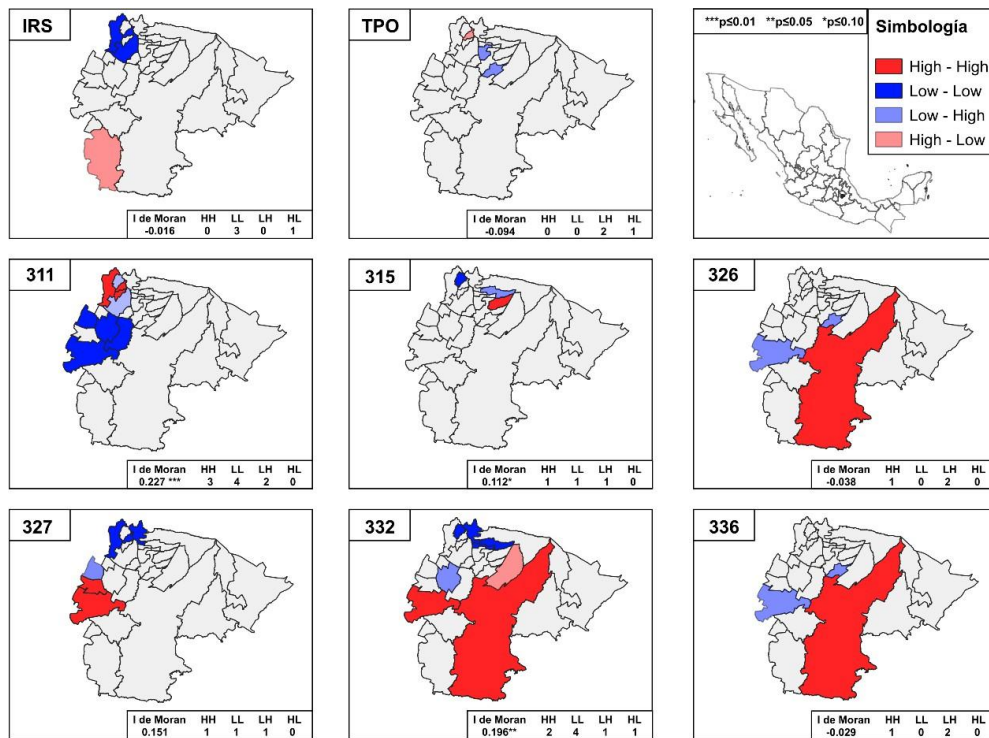 IRS
I de Moran HH LL LH HL
-0.016 0 3 0 1
TPO
I de Moran HH LL LH HL
-0.094 0 0 2 1
***p≤0.01 **p≤0.05 *p≤0.10
Simbología
High - High
Low - Low
Low - High
High - Low
311
I de Moran HH LL LH HL
0.227 *** 3 4 2 0
315
I de Moran HH LL LH HL
0.112* 1 1 1 0
326
I de Moran HH LL LH HL
-0.038 1 0 2 0
327
I de Moran HH LL LH HL
0.151 1 1 1 0
332
I de Moran HH LL LH HL
0.196** 2 4 1 1
336
I de Moran HH LL LH HL
-0.029 1 0 2 0